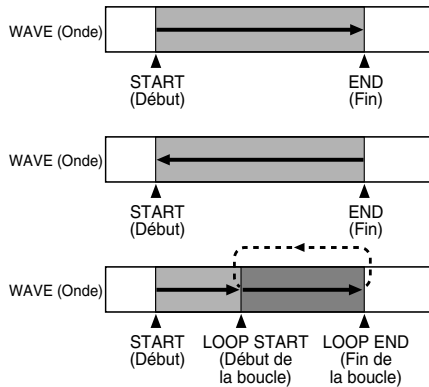 WAVE (Onde)
START
(Début)
END
(Fin)
WAVE (Onde)
START
(Début)
END
(Fin)
WAVE (Onde)
START
(Début)
LOOP START
(Début de
la boucle)
LOOP END
(Fin de
la boucle)